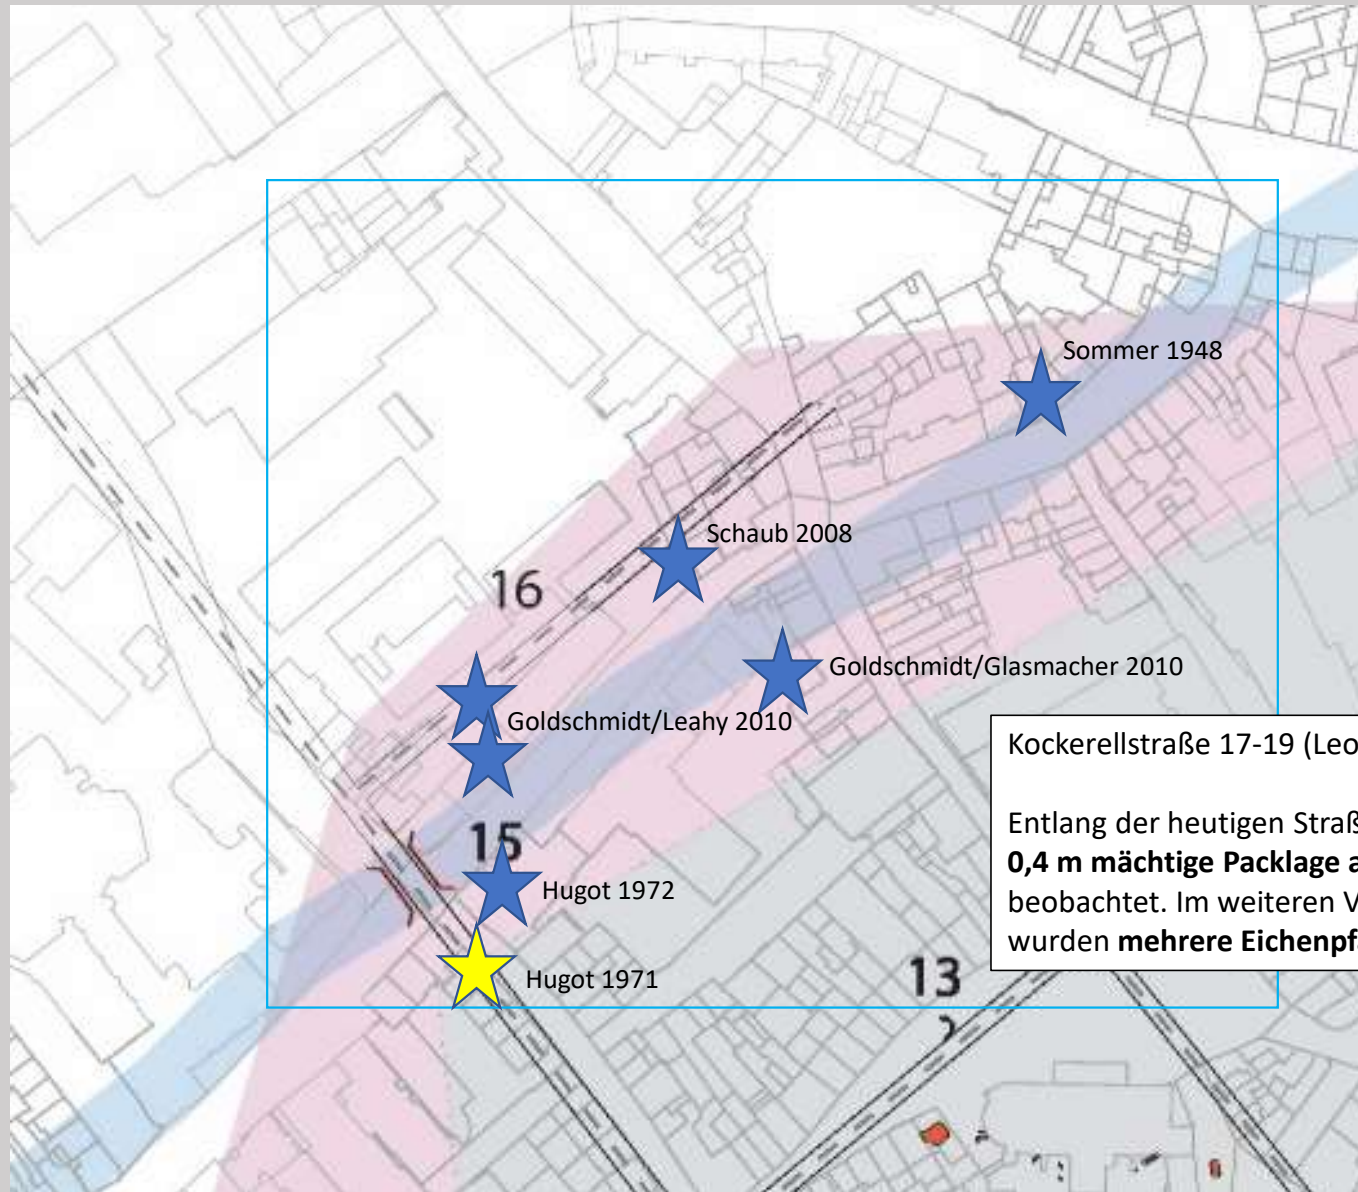 Sommer 1948
Schaub 2008
16
Goldschmidt/Glasmacher 2010
Goldschmidt/Leahy 2010
Kockerellstraße 17-19 (Leo
Entlang der heutigen Straß
0,4 m mächtige Packlage a
beobachtet. Im weiteren V
wurden mehrere Eichenpf
15
Hugot 1972
Hugot 1971
13
2